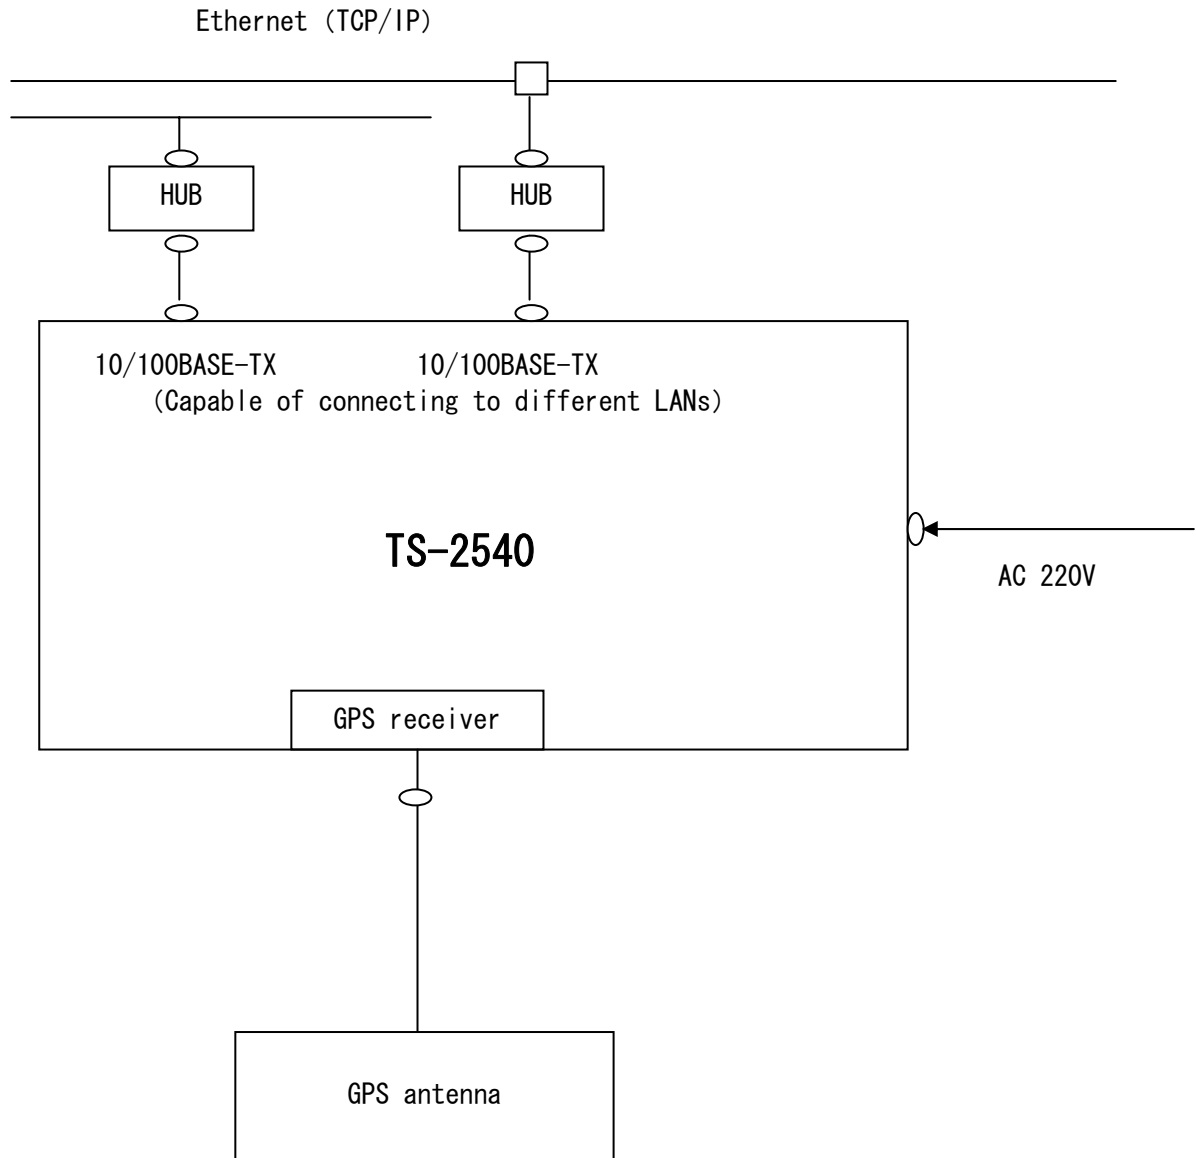 Ethernet (TCP/IP)
HUB
HUB
10/100BASE-TX
10/100BASE-TX
(Capable of connecting to different LANs)
TS-2540
AC 220V
GPS receiver
GPS antenna